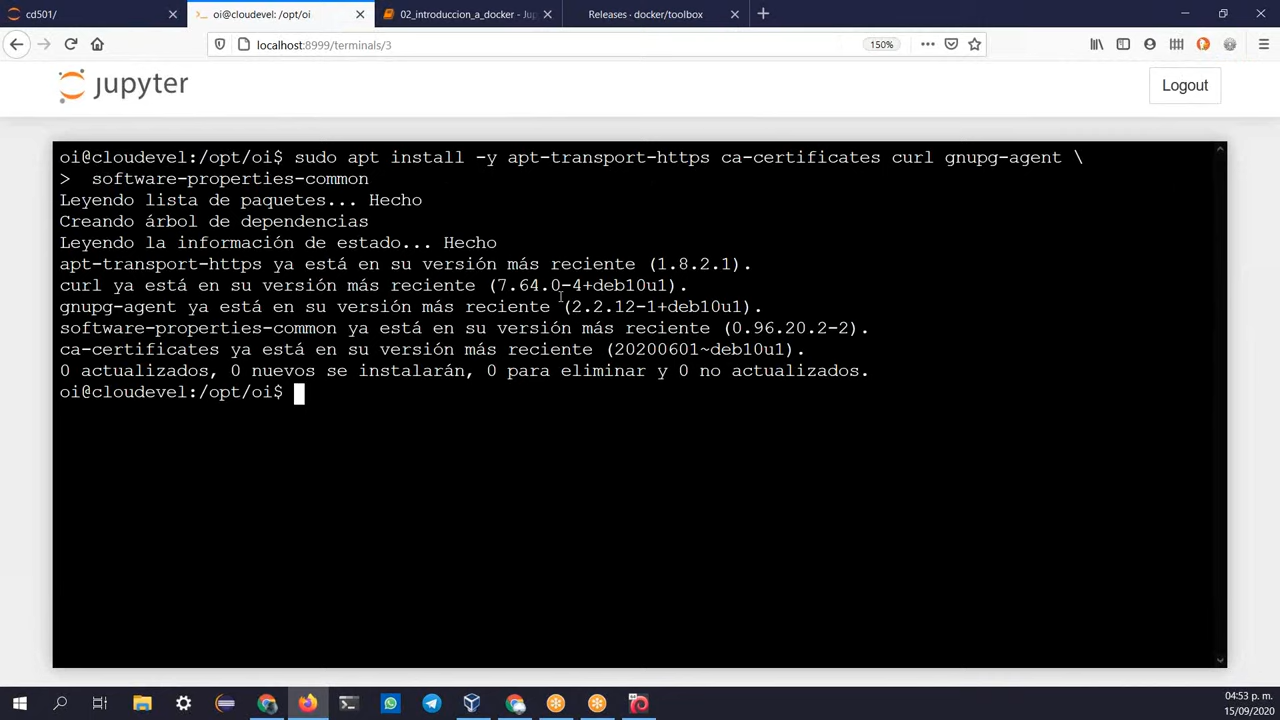 cd501/
oi@cloudevel: /opt/oi
02_introduccion_a_docker - Jup
Releases · docker/toolbox
localhost:8999/terminals/3
150%
jupyter
Logout
oi@cloudevel:/opt/oi$ sudo apt install -y apt-transport-https ca-certificates curl gnupg-agent \
>  software-properties-common
Leyendo lista de paquetes... Hecho
Creando árbol de dependencias
Leyendo la información de estado... Hecho
apt-transport-https ya está en su versión más reciente (1.8.2.1).
curl ya está en su versión más reciente (7.64.0-4+deb10u1).
gnupg-agent ya está en su versión más reciente (2.2.12-1+deb10u1).
software-properties-common ya está en su versión más reciente (0.96.20.2-2).
ca-certificates ya está en su versión más reciente (20200601~deb10u1).
0 actualizados, 0 nuevos se instalarán, 0 para eliminar y 0 no actualizados.
oi@cloudevel:/opt/oi$
04:53 p. m.
15/09/2020